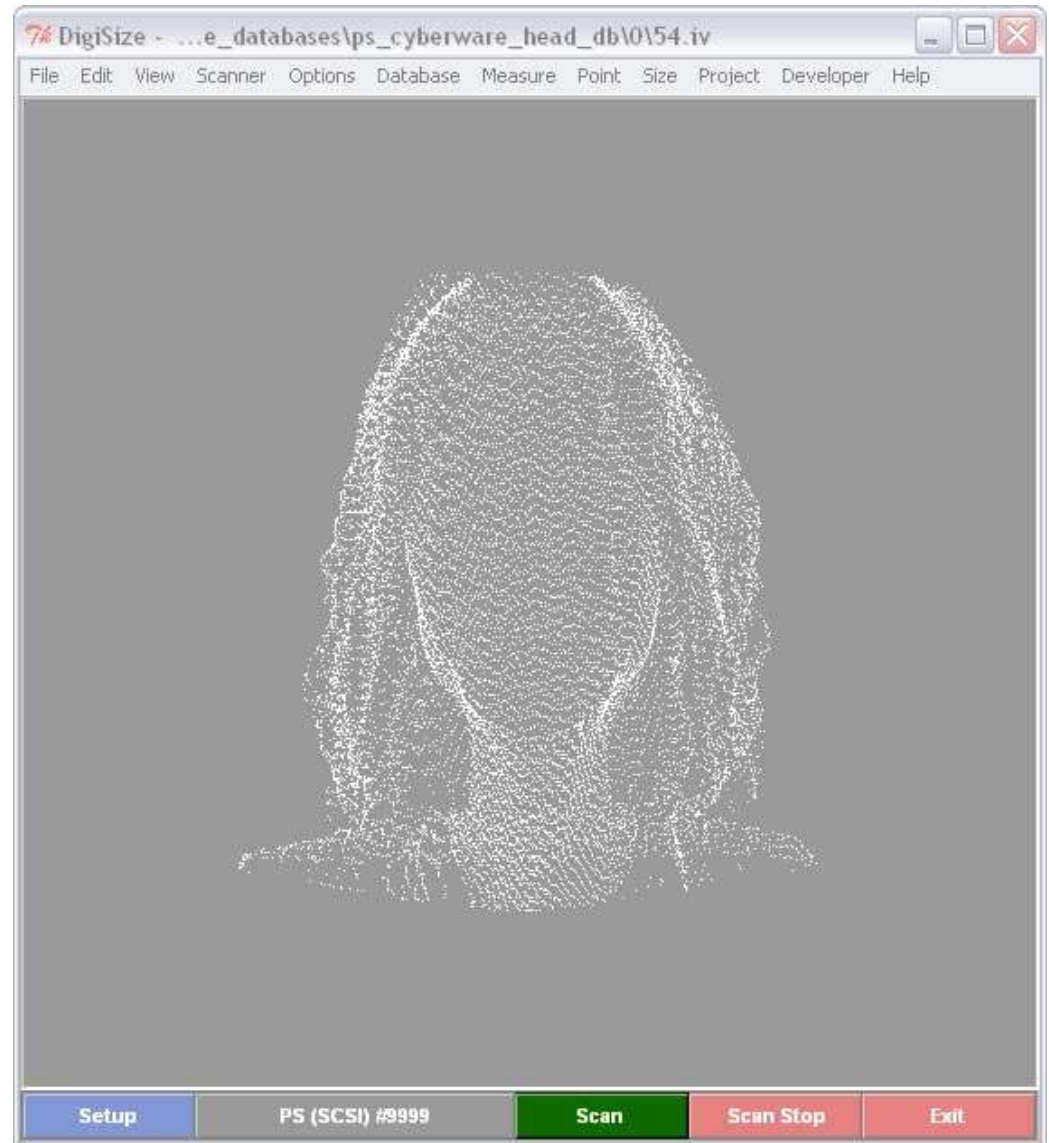 DigiSize - ...e_databases\ps_cyberware_head_db\0\54.iv
File Edit View Scanner Options Database Measure Point Size Project Developer Help
Setup PS (SCSI) #9999 Scan Scan Stop Exit